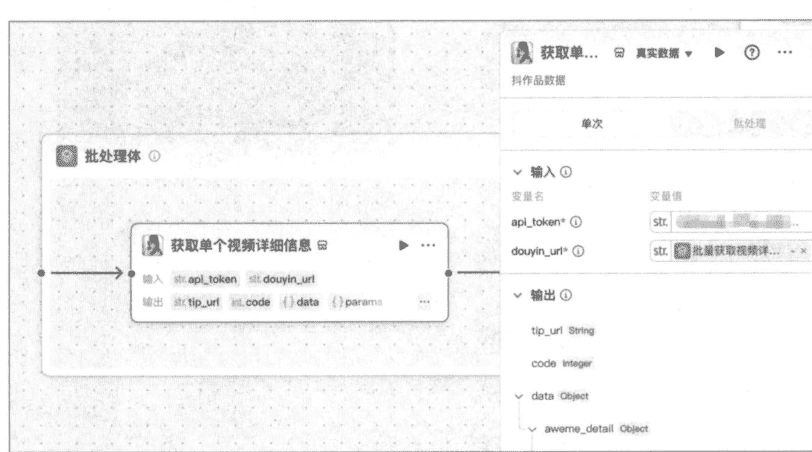 批处理体
获取单个视频详细信息
输入 str.api_token str.douyin_url
输出 str.tip_url int.code {}data {}params ...
获取单... 真实数据 ▼ ...
抖作品数据
单次 批处理
输入
变量名 变量值
api_token* str. ...
douyin_url* str. 批量获取视频详... - ×
输出
tip_url String
code Integer
data Object
aweme_detail Object